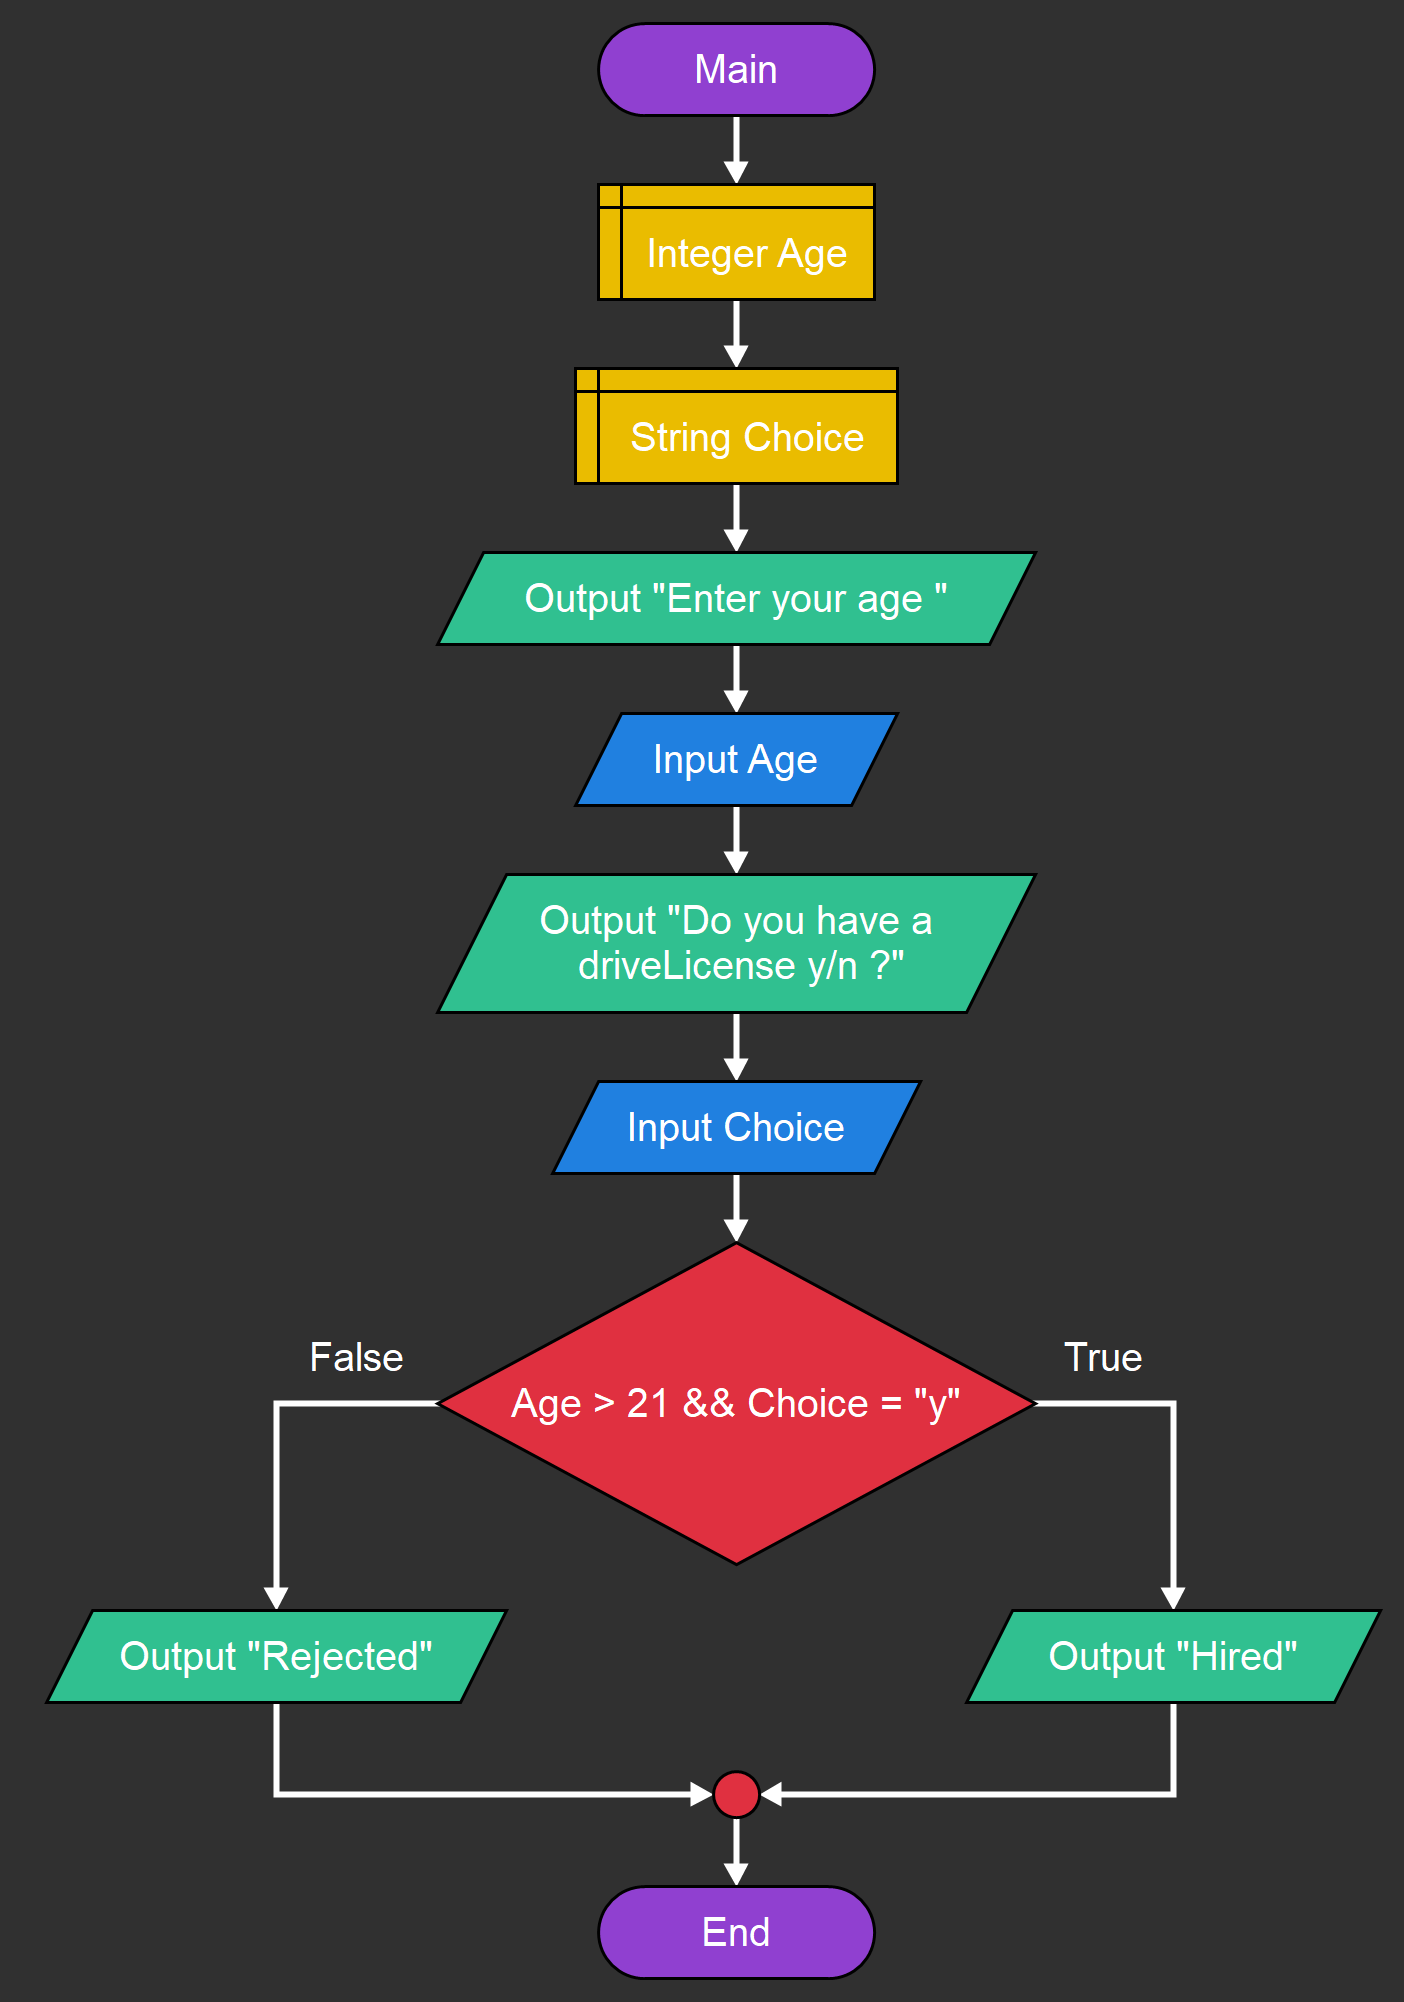 Main
Integer Age
String Choice
Output "Enter your age "
Input Age
Output "Do you have a
driveLicense y/n ?"
Input Choice
False
True
Age > 21 && Choice = "y"
Output "Rejected"
Output "Hired"
End